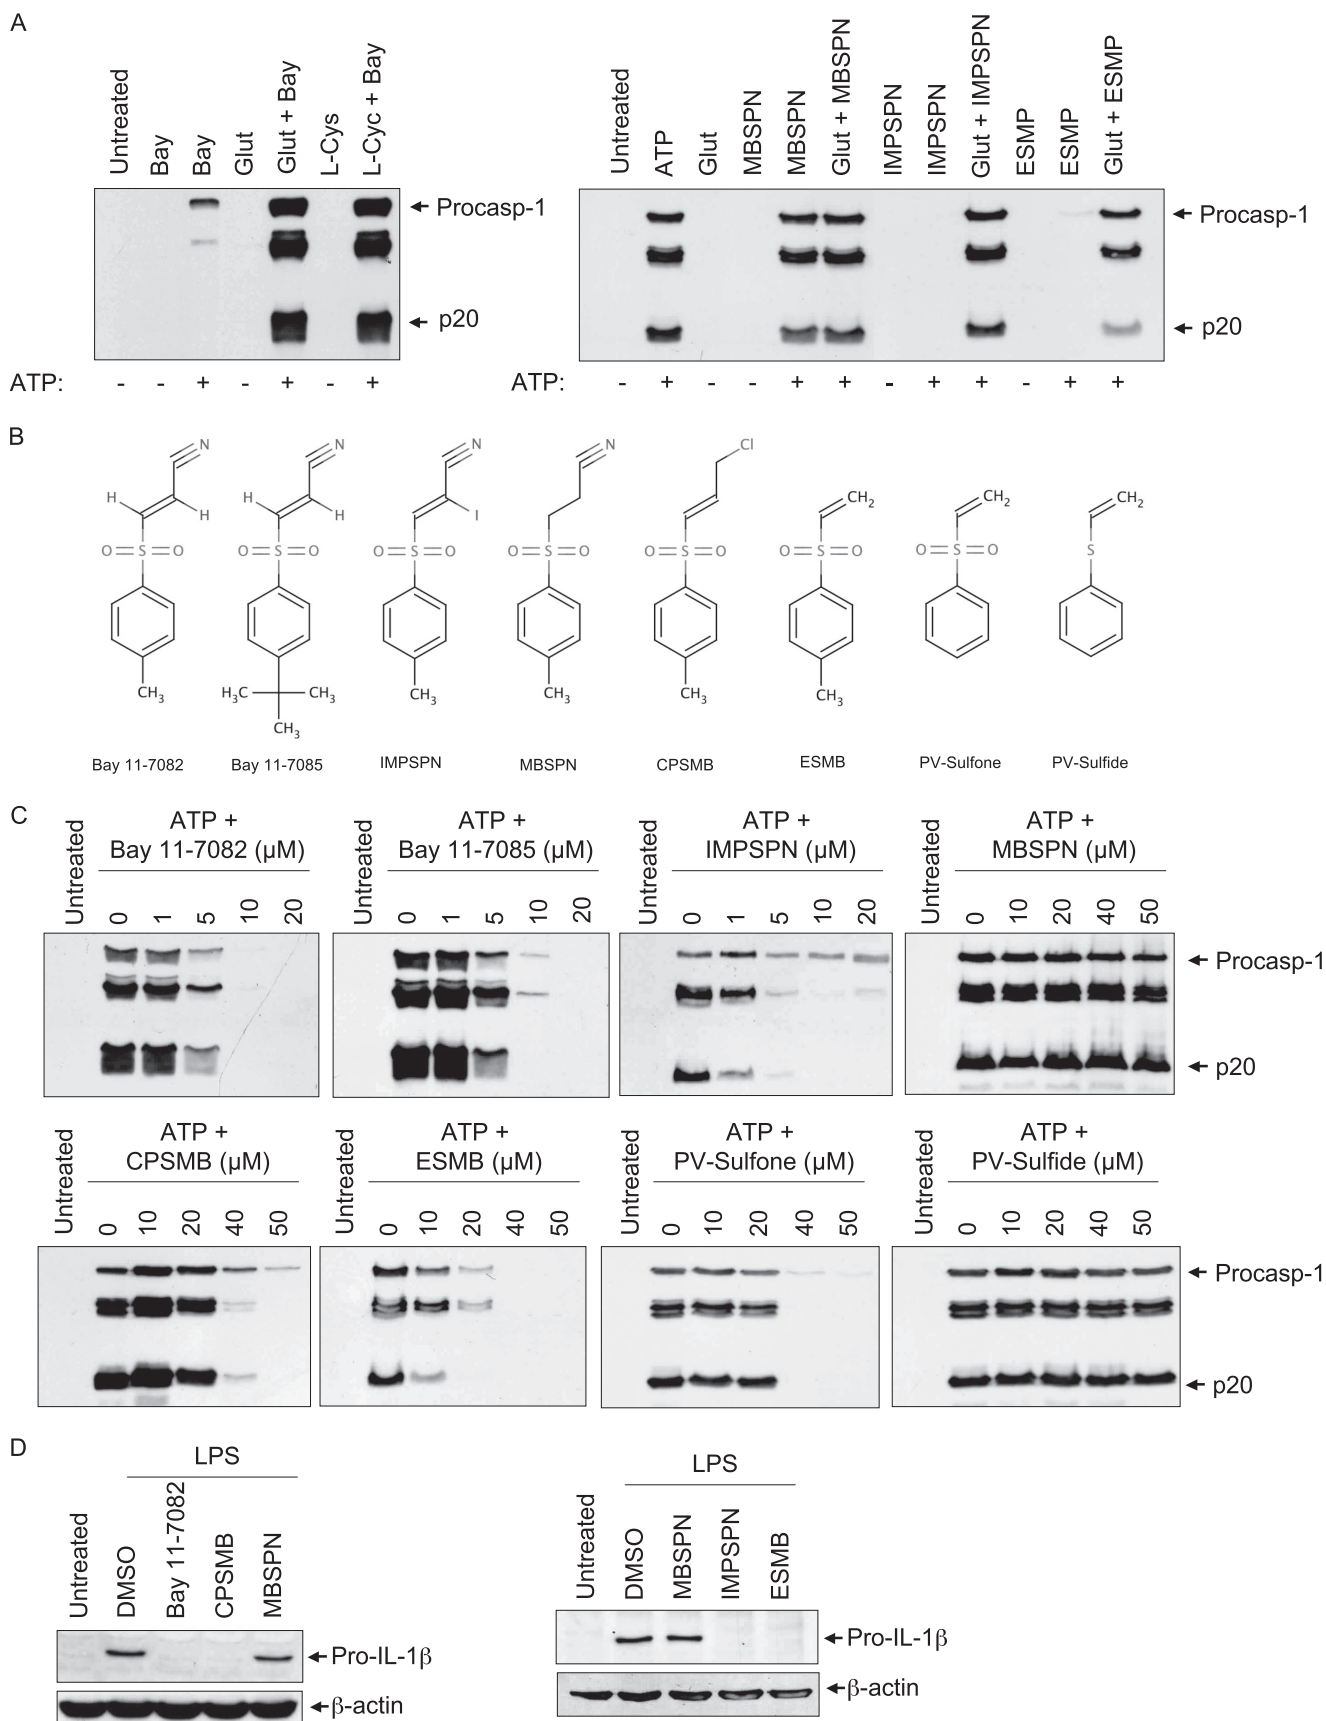 A
Untreated
Bay
Bay
Glut
Glut + Bay
L-Cys
L-Cyc + Bay
Procasp-1
p20
ATP: - - + - + - +
Untreated
ATP
Glut
MBSPN
MBSPN
Glut + MBSPN
IMPSPN
IMPSPN
Glut + IMPSPN
ESMP
ESMP
Glut + ESMP
Procasp-1
p20
ATP: - + - - + + - + + - + +
B
N
H
H
O S O
CH3
Bay 11-7082
N
H
H
O S O
H3C CH3
CH3
Bay 11-7085
N
I
O S O
CH3
IMPSPN
N
O S O
CH3
MBSPN
Cl
O S O
CH3
CPSMB
CH2
O S O
CH3
ESMB
CH2
O S O
PV-Sulfone
CH2
S
PV-Sulfide
C
Untreated
ATP +
Bay 11-7082 (µM)
0 1 5 10 20
Untreated
ATP +
Bay 11-7085 (µM)
0 1 5 10 20
Untreated
ATP +
IMPSPN (µM)
0 1 5 10 20
Untreated
ATP +
MBSPN (µM)
0 10 20 40 50
Procasp-1
p20
Untreated
ATP +
CPSMB (µM)
0 10 20 40 50
Untreated
ATP +
ESMB (µM)
0 10 20 40 50
Untreated
ATP +
PV-Sulfone (µM)
0 10 20 40 50
Untreated
ATP +
PV-Sulfide (µM)
0 10 20 40 50
Procasp-1
p20
D
LPS
Untreated
DMSO
Bay 11-7082
CPSMB
MBSPN
Pro-IL-1β
β-actin
LPS
Untreated
DMSO
MBSPN
IMPSPN
ESMB
Pro-IL-1β
β-actin